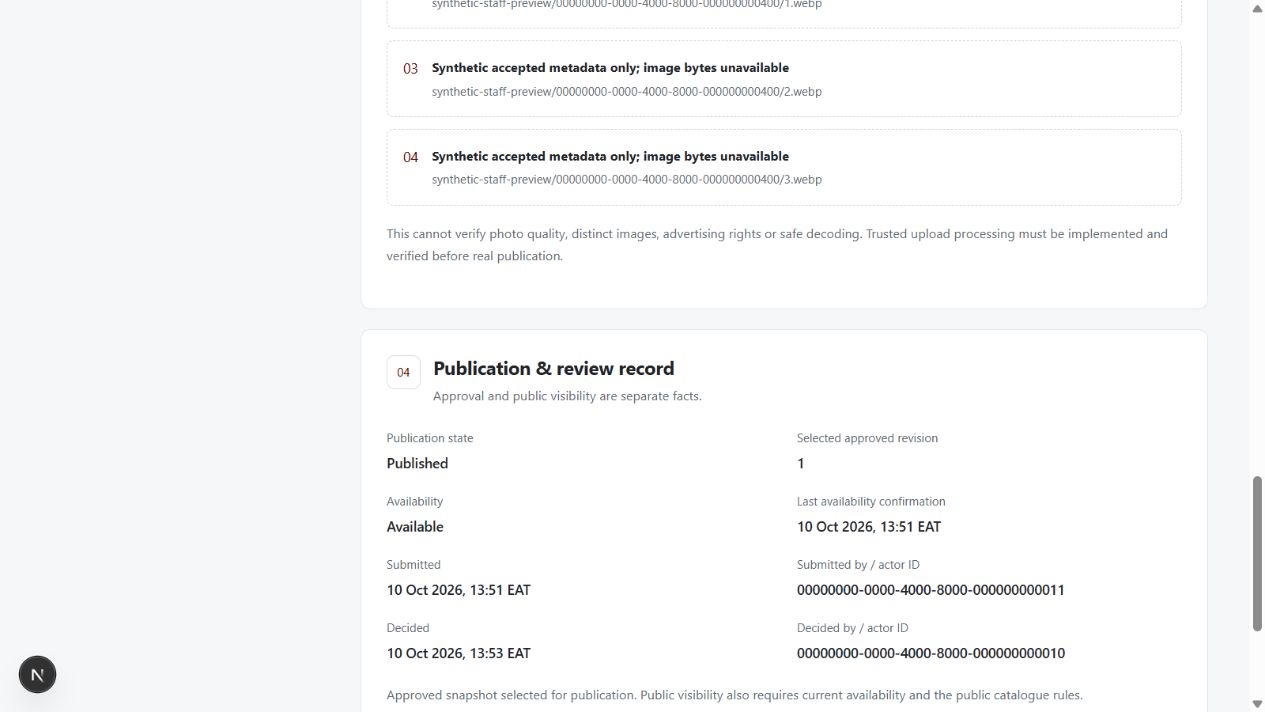 synthetic-staff-preview/00000000-0000-4000-8000-000000000400/1.webp
03
Synthetic accepted metadata only; image bytes unavailable
synthetic-staff-preview/00000000-0000-4000-8000-000000000400/2.webp
04
Synthetic accepted metadata only; image bytes unavailable
synthetic-staff-preview/00000000-0000-4000-8000-000000000400/3.webp
This cannot verify photo quality, distinct images, advertising rights or safe decoding. Trusted upload processing must be implemented and
verified before real publication.
04
Publication & review record
Approval and public visibility are separate facts.
Publication state
Published
Selected approved revision
1
Availability
Available
Last availability confirmation
10 Oct 2026, 13:51 EAT
Submitted
10 Oct 2026, 13:51 EAT
Submitted by / actor ID
00000000-0000-4000-8000-000000000011
Decided
10 Oct 2026, 13:53 EAT
Decided by / actor ID
00000000-0000-4000-8000-000000000010
N
Approved snapshot selected for publication. Public visibility also requires current availability and the public catalogue rules.